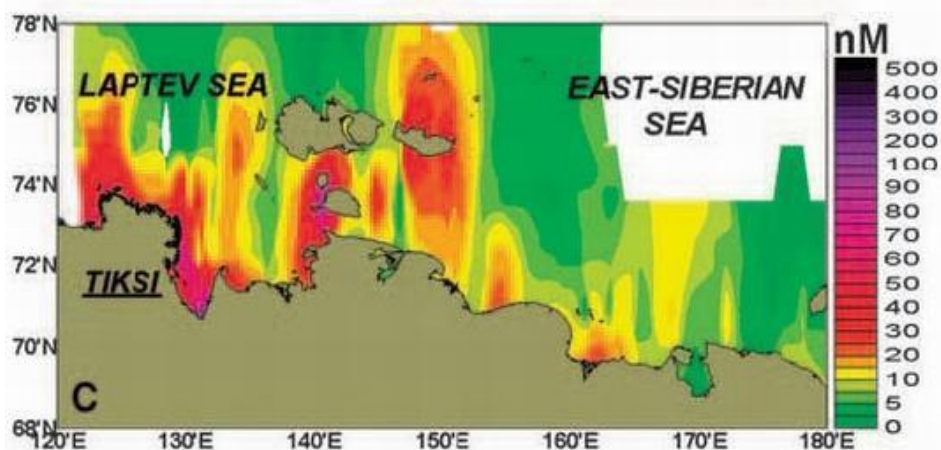 78'N
76'N
74'N
72'N
70'N
68'N
LAPTEV SEA
EAST-SIBERIAN
SEA
TIKSI
C
120'E
130'E
140'E
150'E
160'E
170'E
180'E
nM
500
400
300
200
100
90
80
70
60
50
40
30
20
10
5
0